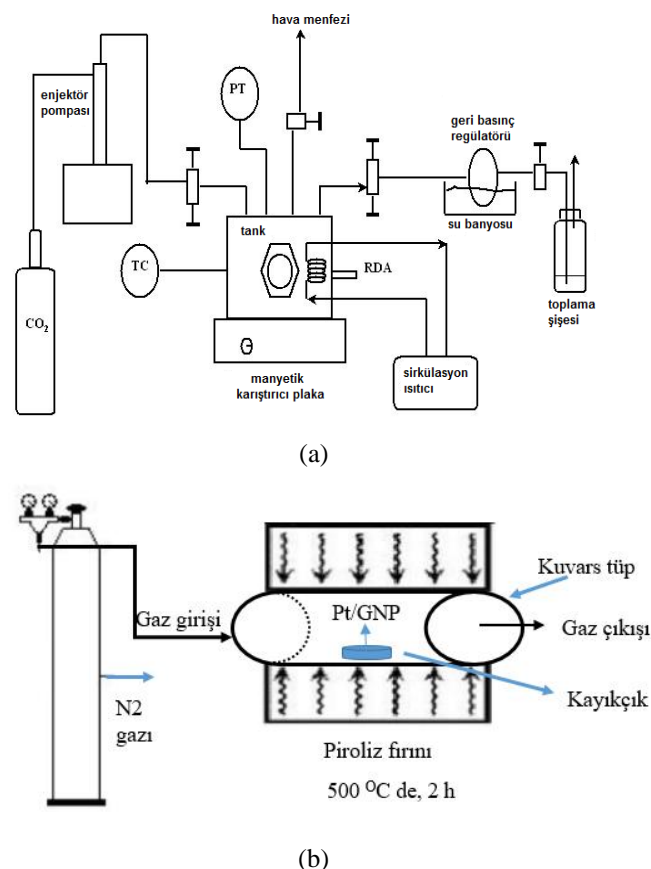 hava menfezi
enjektör
pompası
PT
geri basınç
regülatörü
tank
su banyosu
TC
RDA
toplama
şişesi
CO2
manyetik
karıştırıcı plaka
sirkülasyon
ısıtıcı
(a)
Kuvars tüp
Gaz girişi
Pt/GNP
Gaz çıkışı
N2
gazı
Kayıkçık
Piroliz fırını
500 OC de, 2 h
(b)